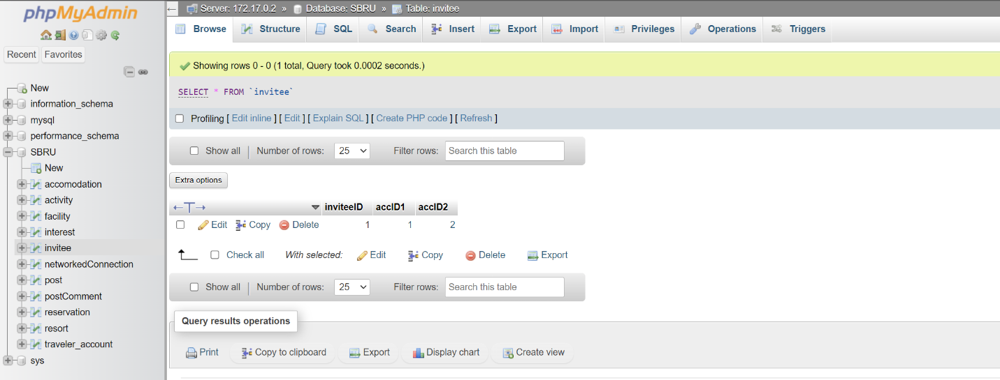 phpMyAdmin
Recent Favorites
New
information_schema
mysql
performance_schema
SBRU
New
accomodation
activity
facility
interest
invitee
networkedConnection
post
postComment
reservation
resort
traveler_account
sys
Server: 172.17.0.2 » Database: SBRU » Table: invitee
Browse Structure SQL Search Insert Export Import Privileges Operations Triggers
Showing rows 0 - 0 (1 total, Query took 0.0002 seconds.)
SELECT * FROM `invitee`
Profiling [ Edit inline ] [ Edit ] [ Explain SQL ] [ Create PHP code ] [ Refresh ]
Show all | Number of rows: 25 Filter rows: Search this table
Extra options
←T→ inviteeID accID1 accID2
Edit Copy Delete 1 1 2
Check all With selected: Edit Copy Delete Export
Show all | Number of rows: 25 Filter rows: Search this table
Query results operations
Print Copy to clipboard Export Display chart Create view